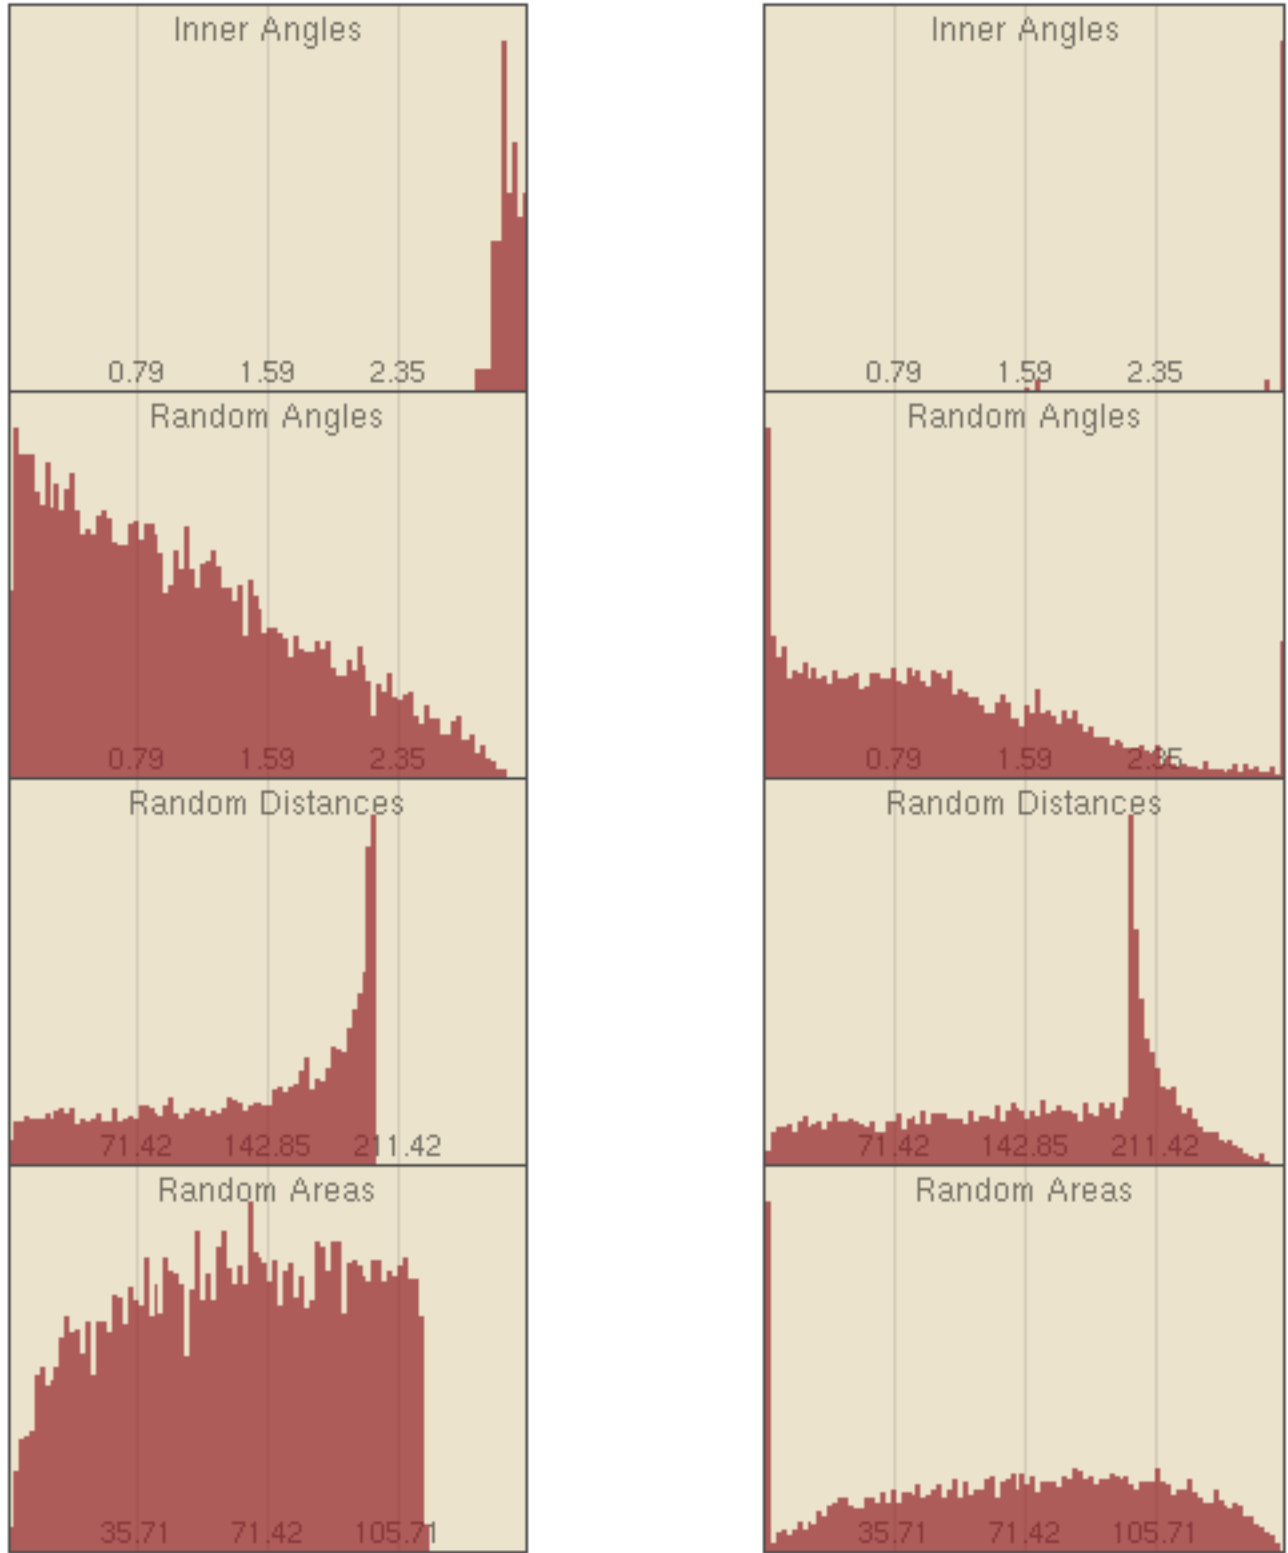 Inner Angles
0.79 1.59 2.35
Random Angles
0.79 1.59 2.35
Random Distances
71.42 142.85 211.42
Random Areas
35.71 71.42 105.71
Inner Angles
0.79 1.59 2.35
Random Angles
0.79 1.59 2.35
Random Distances
71.42 142.85 211.42
Random Areas
35.71 71.42 105.71